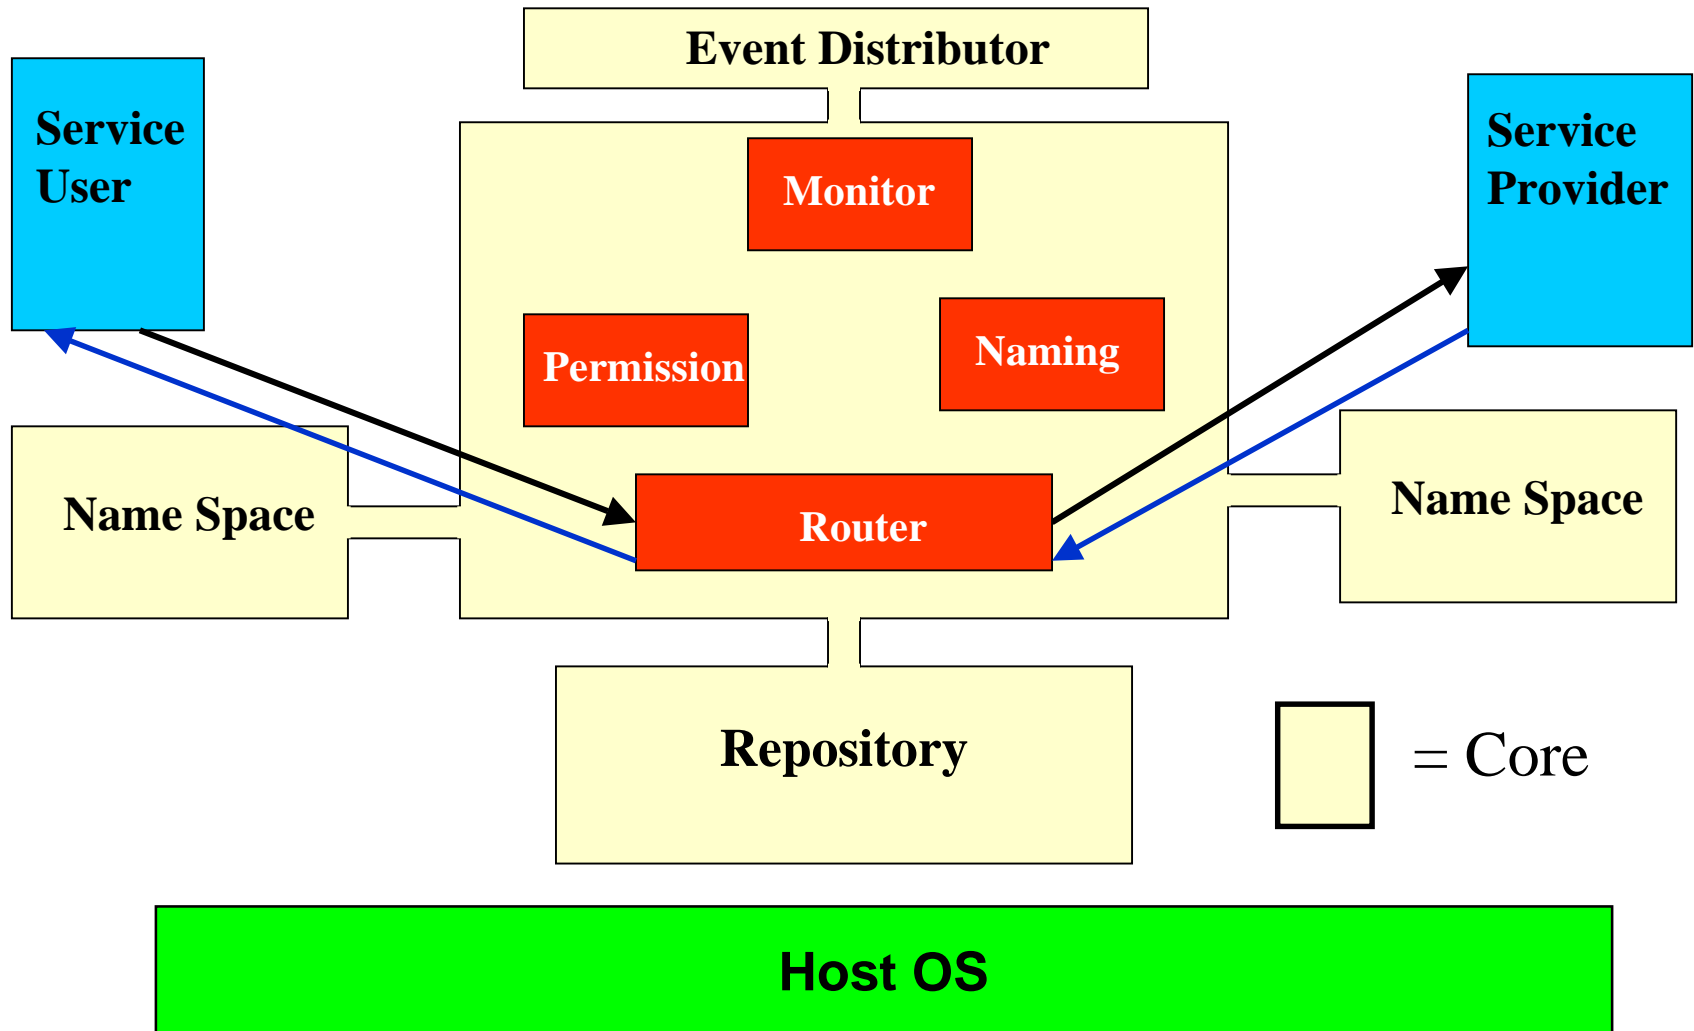 Event Distributor
Service
User
Service
Provider
Monitor
Permission
Naming
Name Space
Name Space
Router
Repository
= Core
Host OS